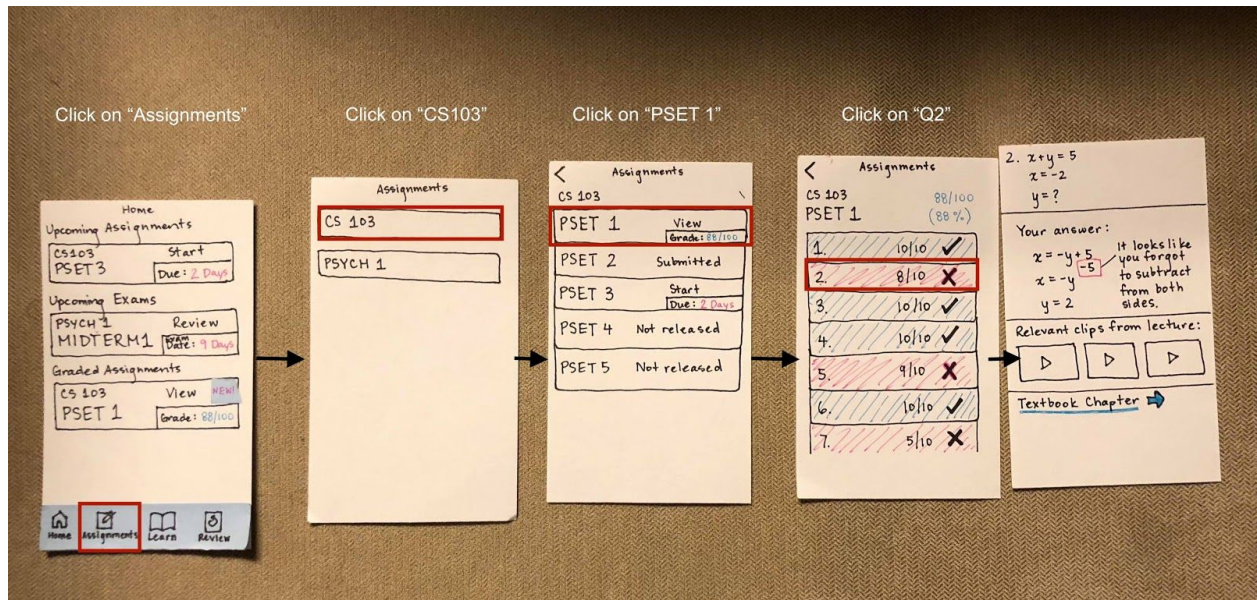 Click on “Assignments”
Home
Upcoming Assignments
CS103 Start
PSET 3 Due: 2 Days
Upcoming Exams
PSYCH 1 Review
MIDTERM1 Exam Date: 9 Days
Graded Assignments
CS 103 View NEW!
PSET 1 Grade: 88/100
Home Assignments Learn Review
Click on “CS103”
Assignments
CS 103
PSYCH 1
Click on “PSET 1”
< Assignments
CS 103
PSET 1 View
Grade: 88/100
PSET 2 Submitted
PSET 3 Start
Due: 2 Days
PSET 4 Not released
PSET 5 Not released
Click on “Q2”
< Assignments
CS 103 88/100
PSET 1 (88 %)
1. 10/10 ✔
2. 8/10 ✖
3. 10/10 ✔
4. 10/10 ✔
5. 9/10 ✖
6. 10/10 ✔
7. 5/10 ✖
2. x+y = 5
x = -2
y = ?
Your answer:
x = -y+5
-5
x = -y
y = 2
It looks like
you forgot
to subtract
from both
sides.
Relevant clips from lecture:
Textbook Chapter